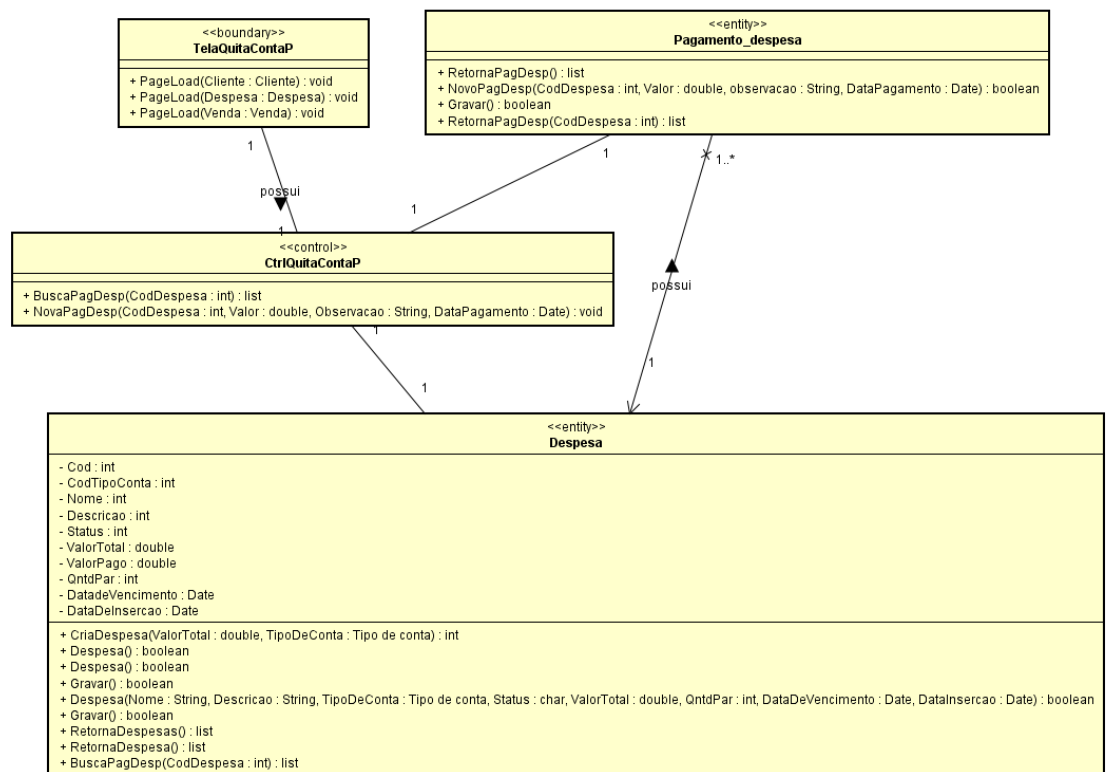 <<boundary>>
TelaQuitaContaP
+ PageLoad(Cliente : Cliente) : void
+ PageLoad(Despesa : Despesa) : void
+ PageLoad(Venda : Venda) : void
<<entity>>
Pagamento_despesa
+ RetornaPagDesp() : list
+ NovoPagDesp(CodDespesa : int, Valor : double, observacao : String, DataPagamento : Date) : boolean
+ Gravar() : boolean
+ RetornaPagDesp(CodDespesa : int) : list
1
possui
1
1
1
1..*
possui
1
<<control>>
CtrlQuitaContaP
+ BuscaPagDesp(CodDespesa : int) : list
+ NovaPagDesp(CodDespesa : int, Valor : double, Observacao : String, DataPagamento : Date) : void
1
1
<<entity>>
Despesa
- Cod : int
- CodTipoConta : int
- Nome : int
- Descricao : int
- Status : int
- ValorTotal : double
- ValorPago : double
- QntdPar : int
- DatadeVencimento : Date
- DataDeInsercao : Date
+ CriaDespesa(ValorTotal : double, TipoDeConta : Tipo de conta) : int
+ Despesa() : boolean
+ Despesa() : boolean
+ Gravar() : boolean
+ Despesa(Nome : String, Descricao : String, TipoDeConta : Tipo de conta, Status : char, ValorTotal : double, QntdPar : int, DataDeVencimento : Date, DataInsercao : Date) : boolean
+ Gravar() : boolean
+ RetornaDespesas() : list
+ RetornaDespesa() : list
+ BuscaPagDesp(CodDespesa : int) : list